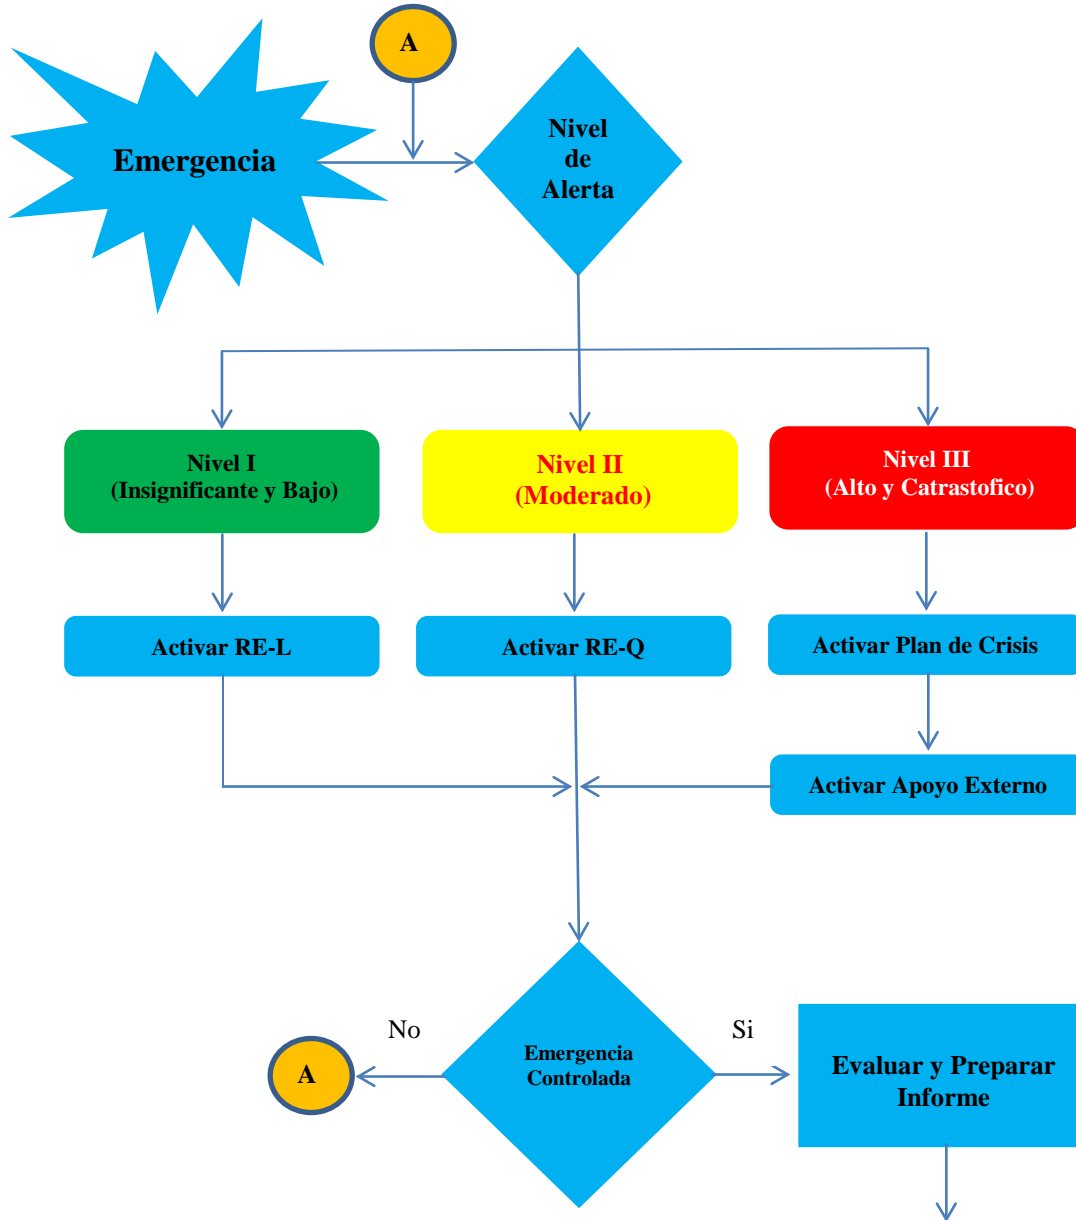 A
Emergencia
Nivel
de
Alerta
Nivel I
(Insignificante y Bajo)
Nivel II
(Moderado)
Nivel III
(Alto y Catrastofico)
Activar RE-L
Activar RE-Q
Activar Plan de Crisis
Activar Apoyo Externo
No
Si
A
Emergencia
Controlada
Evaluar y Preparar
Informe